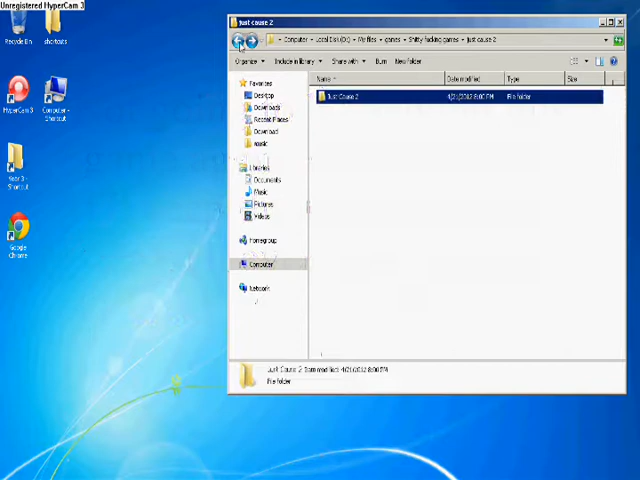 Unregistered HyperCam 3
Recycle Bin
shortcuts
HyperCam 3
Computer - Shortcut
Shortcut
Google Chrome
just cause 2
Computer
Local Disk (D:)
My files
games
Shitty fucking games
just cause 2
Organize
Include in library
Share with
Burn
New folder
Favorites
Desktop
Downloads
Recent Places
Download
music
Libraries
Documents
Music
Pictures
Videos
Homegroup
Computer
Network
Name
Date modified
Type
Size
Just Cause 2
4/21/2012 8:00 PM
File folder
Just Cause 2 Date modified: 4/21/2012 8:00 PM
File folder